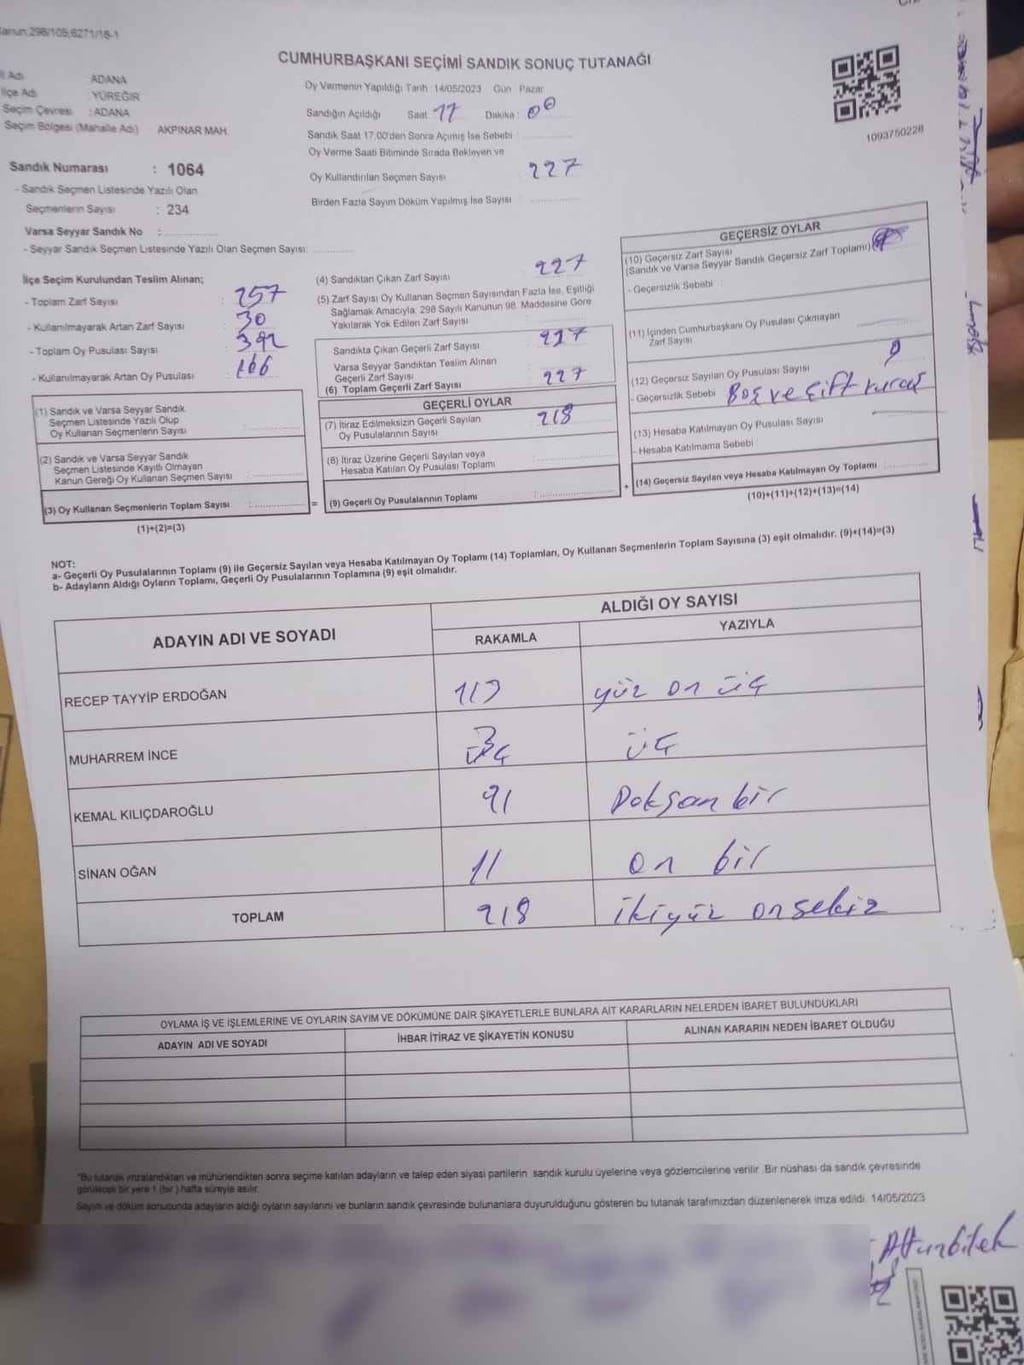 CUMHURBAŞKANI SEÇİMİ SANDIK SONUÇ TUTANAĞI
İlçe Adı : YÜREĞİR
ADANA
Seçim Çevresi : ADANA
Seçim Bölgesi (Mahalle Adı) AKPINAR MAH.
Sandık Numarası : 1064
- Sandık Seçmen Listesinde Yazılı Olan
Seçmenlerin Sayısı : 234
Varsa Seyyar Sandık No :
- Seyyar Sandık Seçmen Listesinde Yazılı Olan Seçmen Sayısı:
Oy Vermenin Yapıldığı Tarih 14/05/2023 Gün Pazar
Sandığın Açıldığı Saat 17 Dakika : 00
Sandık Saat 17.00'den Sonra Açımış İse Sebebi :
Oy Verme Saati Bitiminde Sırada Bekleyen ve
Oy Kullandırılan Seçmen Sayısı 227
Birden Fazla Sayım Döküm Yapılmış İse Sayısı
1093750228
İlçe Seçim Kurulundan Teslim Alınan;
- Toplam Zarf Sayısı : 257
- Kullanılmayarak Artan Zarf Sayısı : 30
- Toplam Oy Pusulası Sayısı : 392
- Kullanılmayarak Artan Oy Pusulası : 166
(1) Sandık ve Varsa Seyyar Sandık
Seçmen Listesinde Yazılı Olup
Oy Kullanan Seçmenlerin Sayısı
(2) Sandık ve Varsa Seyyar Sandık
Seçmen Listesinde Kayıtlı Olmayan
Kanun Gereği Oy Kullanan Seçmen Sayısı
(3) Oy Kullanan Seçmenlerin Toplam Sayısı :
(1)+(2)=(3)
(4) Sandıktan Çıkan Zarf Sayısı 227
(5) Zarf Sayısı Oy Kullanan Seçmen Sayısından Fazla İse, Eşitliği
Sağlamak Amacıyla; 298 Sayılı Kanunun 98. Maddesine Göre
Yakılarak Yok Edilen Zarf Sayısı
Sandıkta Çıkan Geçerli Zarf Sayısı 227
Varsa Seyyar Sandıktan Teslim Alınan
Geçerli Zarf Sayısı
(6) Toplam Geçerli Zarf Sayısı 227
GEÇERLİ OYLAR
(7) İtiraz Edilmeksizin Geçerli Sayılan
Oy Pusulalarının Sayısı 218
(8) İtiraz Üzerine Geçerli Sayılan veya
Hesaba Katılan Oy Pusulası Toplamı
= (9) Geçerli Oy Pusulalarının Toplamı :
GEÇERSİZ OYLAR
(10) Geçersiz Zarf Sayısı
(Sandık ve Varsa Seyyar Sandık Geçersiz Zarf Toplamı)
- Geçersizlik Sebebi :
(11) İçinden Cumhurbaşkanı Oy Pusulası Çıkmayan
Zarf Sayısı
(12) Geçersiz Sayılan Oy Pusulası Sayısı 9
- Geçersizlik Sebebi Boş ve çift
(13) Hesaba Katılmayan Oy Pusulası Sayısı
- Hesaba Katılmama Sebebi
+ (14) Geçersiz Sayılan veya Hesaba Katılmayan Oy Toplamı
(10)+(11)+(12)+(13)=(14)
NOT:
a- Geçerli Oy Pusulalarının Toplamı (9) ile Geçersiz Sayılan veya Hesaba Katılmayan Oy Toplamı (14) Toplamları, Oy Kullanan Seçmenlerin Toplam Sayısına (3) eşit olmalıdır. (9)+(14)=(3)
b- Adayların Aldığı Oyların Toplamı, Geçerli Oy Pusulalarının Toplamına (9) eşit olmalıdır.
ADAYIN ADI VE SOYADI
ALDIĞI OY SAYISI
RAKAMLA YAZIYLA
RECEP TAYYİP ERDOĞAN 113 yüz on üç
MUHARREM İNCE 3 üç üç
KEMAL KILIÇDAROĞLU 91 Doksan bir
SİNAN OĞAN 11 on bir
TOPLAM 218 ikiyüz onsekiz
OYLAMA İŞ VE İŞLEMLERİNE VE OYLARIN SAYIM VE DÖKÜMÜNE DAİR ŞİKAYETLERLE BUNLARA AİT KARARLARIN NELERDEN İBARET BULUNDUKLARI
ADAYIN ADI VE SOYADI İHBAR İTİRAZ VE ŞİKAYETİN KONUSU ALINAN KARARIN NEDEN İBARET OLDUĞU
"Bu tutanak imzalandıktan ve mühürlendikten sonra seçime katılan adayların ve talep eden siyasi partilerin sandık kurulu üyelerine veya gözlemcilerine verilir. Bir nüshası da sandık çevresinde
görülecek bir yere 1 (bir) hafta süreyle asılır.
Sayım ve döküm sonucunda adayların aldığı oyların sayılarını ve bunların sandık çevresinde bulunanlara duyurulduğunu gösteren bu tutanak tarafımızdan düzenlenerek imza edildi. 14/05/2023